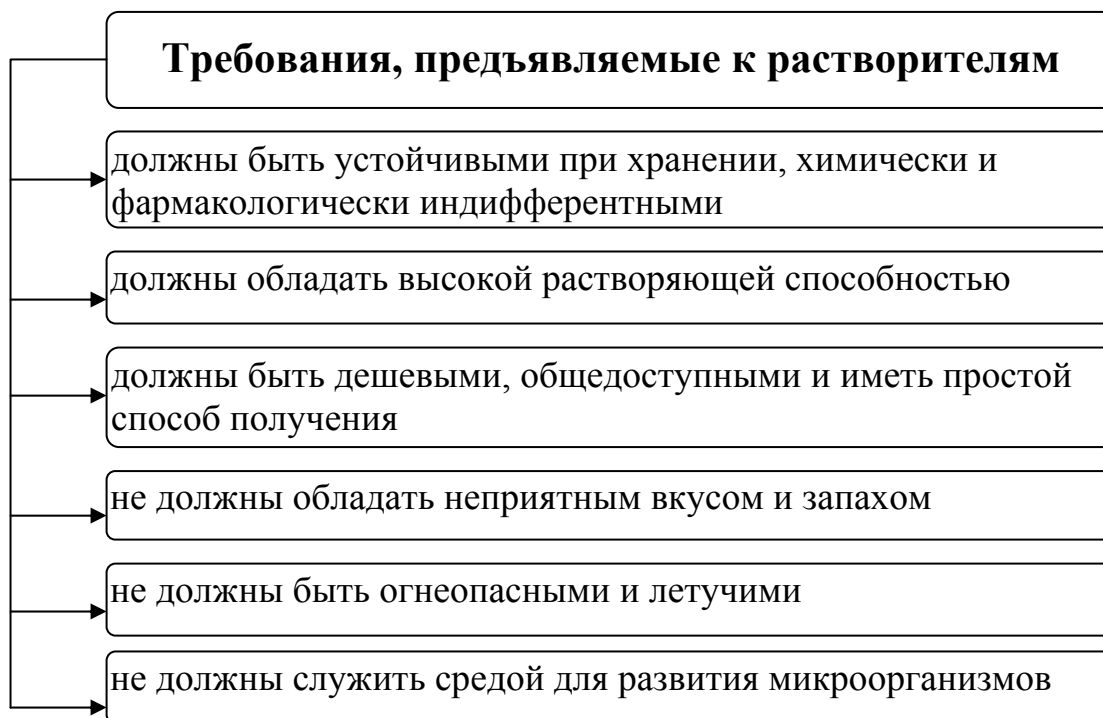 Требования, предъявляемые к растворителям
должны быть устойчивыми при хранении, химически и
фармакологически индифферентными
должны обладать высокой растворяющей способностью
должны быть дешевыми, общедоступными и иметь простой
способ получения
не должны обладать неприятным вкусом и запахом
не должны быть огнеопасными и летучими
не должны служить средой для развития микроорганизмов